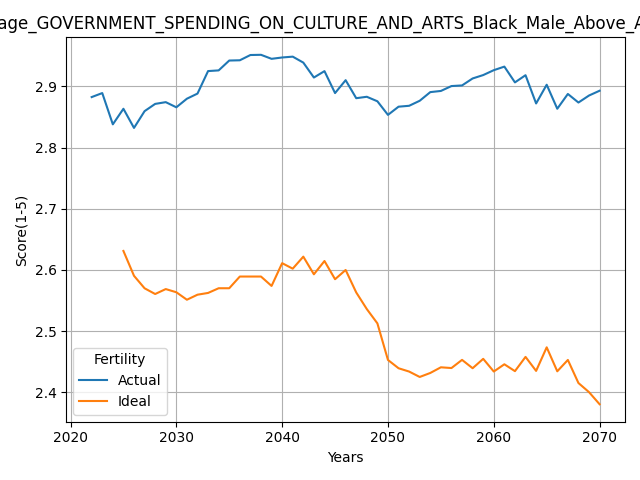 age_GOVERNMENT_SPENDING_ON_CULTURE_AND_ARTS_Black_Male_Above_A
Score(1-5)
2.9
2.8
2.7
2.6
2.5
2.4
Fertility
Actual
Ideal
2020 2030 2040 2050 2060 2070
Years